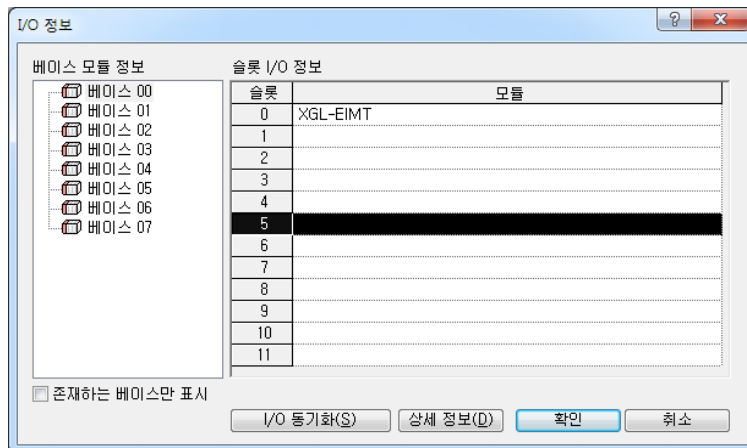 I/O 정보
베이스 모듈 정보
베이스 00
베이스 01
베이스 02
베이스 03
베이스 04
베이스 05
베이스 06
베이스 07
존재하는 베이스만 표시
슬롯 I/O 정보
슬롯 모듈
0 XGL-EIMT
1
2
3
4
5
6
7
8
9
10
11
I/O 동기화(S) 상세 정보(D) 확인 취소